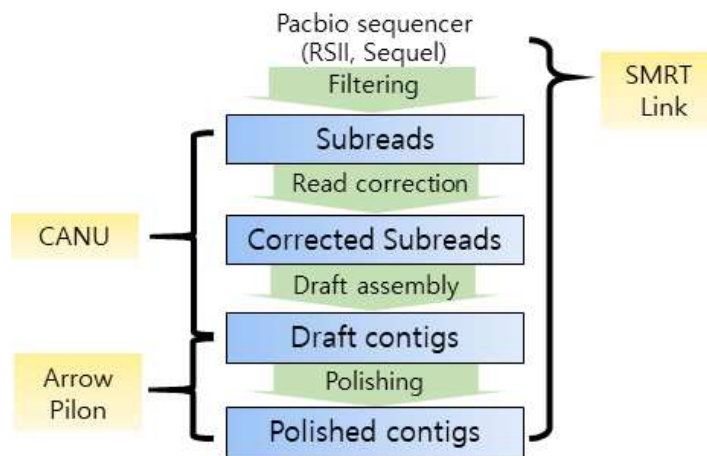 Pacbio sequencer
(RSII, Sequel)
Filtering
SMRT
Link
Subreads
Read correction
CANU
Corrected Subreads
Draft assembly
Draft contigs
Arrow
Pilon
Polishing
Polished contigs